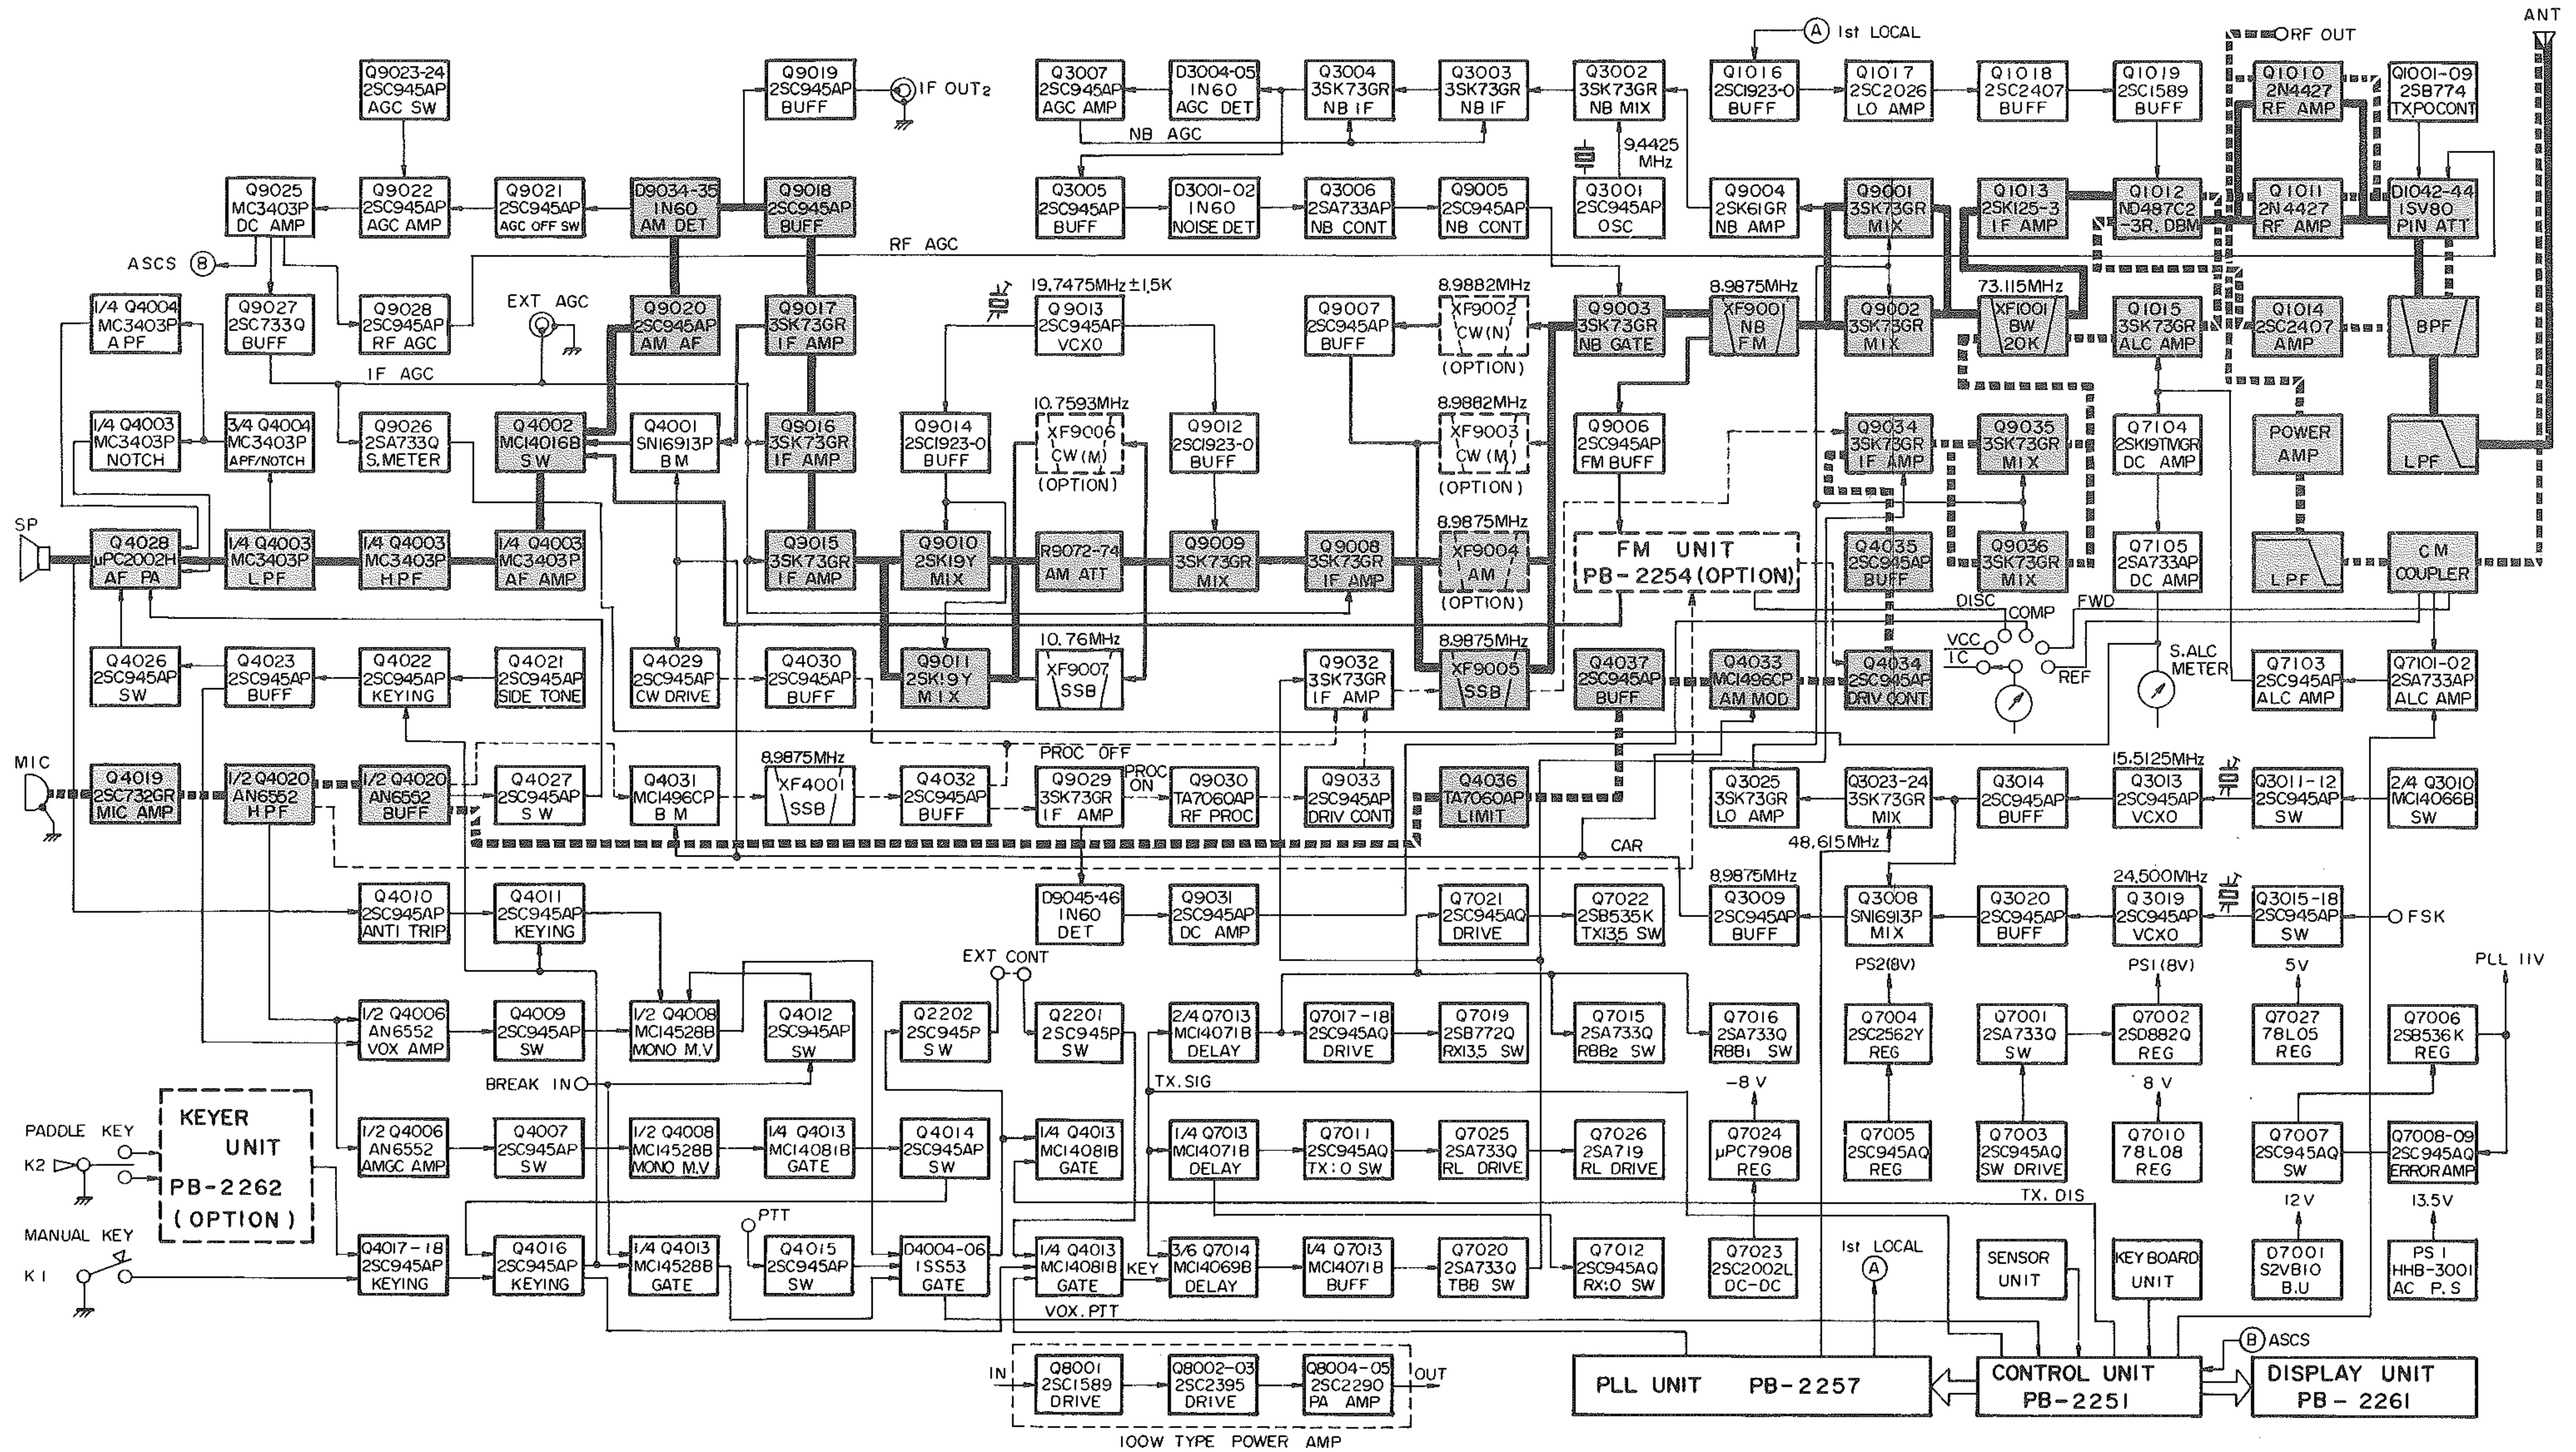 ANT
1st LOCAL
A
RF OUT
Q9023-24
2SC945AP
AGC SW
Q9019
2SC945AP
BUFF
IF OUT2
Q3007
2SC945AP
AGC AMP
D3004-05
IN60
AGC DET
Q3004
3SK73GR
NB IF
Q3003
3SK73GR
NB IF
Q3002
3SK73GR
NB MIX
Q1016
2SC1923-O
BUFF
Q1017
2SC2026
LO AMP
Q1018
2SC2407
BUFF
Q1019
2SC1589
BUFF
Q1010
2N4427
RF AMP
Q1001-09
2SB774
TX.PO.CONT
NB AGC
9.4425
MHz
Q9025
MC3403P
DC AMP
Q9022
2SC945AP
AGC AMP
Q9021
2SC945AP
AGC OFF SW
D9034-35
IN60
AM DET
Q9018
2SC945AP
BUFF
Q3005
2SC945AP
BUFF
D3001-02
IN60
NOISE DET
Q3006
2SA733AP
NB CONT
Q9005
2SC945AP
NB CONT
Q3001
2SC945AP
OSC
Q9004
2SK61GR
NB AMP
Q9001
3SK73GR
MIX
Q1013
2SK125-3
IF AMP
Q1012
ND487C2
-3R. DBM
Q1011
2N4427
RF AMP
D1042-44
ISV80
PIN ATT
RF AGC
ASCS
B
EXT AGC
19.7475MHz±1.5K
8.9882MHz
8.9875MHz
73.115MHz
1/4 Q4004
MC3403P
APF
Q9027
2SC733Q
BUFF
Q9028
2SC945AP
RF AGC
Q9020
2SC945AP
AM AF
Q9017
3SK73GR
IF AMP
Q9013
2SC945AP
VCXO
Q9007
2SC945AP
BUFF
XF9002
CW(N)
(OPTION)
Q9003
3SK73GR
NB GATE
XF9001
NB
FM
Q9002
3SK73GR
MIX
XF1001
BW
20K
Q1015
3SK73GR
ALC AMP
Q1014
2SC2407
AMP
BPF
IF AGC
10.7593MHz
8.9882MHz
1/4 Q4003
MC3403P
NOTCH
3/4 Q4004
MC3403P
APF/NOTCH
Q9026
2SA733Q
S.METER
Q4002
MC14016B
SW
Q4001
SN16913P
BM
Q9016
3SK73GR
IF AMP
Q9014
2SC1923-O
BUFF
XF9006
CW(M)
(OPTION)
Q9012
2SC1923-O
BUFF
XF9003
CW(M)
(OPTION)
Q9006
2SC945AP
FM BUFF
Q9034
3SK73GR
IF AMP
Q9035
3SK73GR
MIX
Q7104
2SK19TMGR
DC AMP
POWER
AMP
LPF
SP
8.9875MHz
Q4028
µPC2002H
AF PA
1/4 Q4003
MC3403P
LPF
1/4 Q4003
MC3403P
HPF
1/4 Q4003
MC3403P
AF AMP
Q9015
3SK73GR
IF AMP
Q9010
2SK19Y
MIX
R9072-74
AM ATT
Q9009
3SK73GR
MIX
Q9008
3SK73GR
IF AMP
XF9004
AM
(OPTION)
FM UNIT
PB-2254(OPTION)
Q4035
2SC945AP
BUFF
Q9036
3SK73GR
MIX
Q7105
2SA733AP
DC AMP
LPF
CM
COUPLER
DISC
COMP
FWD
VCC
IC
REF
S.ALC
METER
10.76MHz
8.9875MHz
Q4026
2SC945AP
SW
Q4023
2SC945AP
BUFF
Q4022
2SC945AP
KEYING
Q4021
2SC945AP
SIDE TONE
Q4029
2SC945AP
CW DRIVE
Q4030
2SC945AP
BUFF
Q9011
2SK19Y
MIX
XF9007
SSB
Q9032
3SK73GR
IF AMP
XF9005
SSB
Q4037
2SC945AP
BUFF
Q4033
MC1496CP
AM MOD
Q4034
2SC945AP
DRIV CONT
Q7103
2SC945AP
ALC AMP
Q7101-02
2SA733AP
ALC AMP
MIC
8.9875MHz
PROC OFF
PROC
ON
15.5125MHz
Q4019
2SC732GR
MIC AMP
1/2 Q4020
AN6552
HPF
1/2 Q4020
AN6552
BUFF
Q4027
2SC945AP
SW
Q4031
MC1496CP
BM
XF4001
SSB
Q4032
2SC945AP
BUFF
Q9029
3SK73GR
IF AMP
Q9030
TA7060AP
RF PROC
Q9033
2SC945AP
DRIV CONT
Q4036
TA7060AP
LIMIT
Q3025
3SK73GR
LO AMP
Q3023-24
3SK73GR
MIX
Q3014
2SC945AP
BUFF
Q3013
2SC945AP
VCXO
Q3011-12
2SC945AP
SW
2/4 Q3010
MC14066B
SW
CAR
48.615MHz
8.9875MHz
24.500MHz
Q4010
2SC945AP
ANTI TRIP
Q4011
2SC945AP
KEYING
D9045-46
IN60
DET
Q9031
2SC945AP
DC AMP
Q7021
2SC945AQ
DRIVE
Q7022
2SB535K
TX13.5 SW
Q3009
2SC945AP
BUFF
Q3008
SN16913P
MIX
Q3020
2SC945AP
BUFF
Q3019
2SC945AP
VCXO
Q3015-18
2SC945AP
SW
FSK
EXT CONT
PS2(8V)
PS1(8V)
5V
PLL 11V
1/2 Q4006
AN6552
VOX AMP
Q4009
2SC945AP
SW
1/2 Q4008
MC14528B
MONO M.V
Q4012
2SC945AP
SW
Q2202
2SC945P
SW
Q2201
2SC945P
SW
2/4 Q7013
MC14071B
DELAY
Q7017-18
2SC945AQ
DRIVE
Q7019
2SB772Q
RX13.5 SW
Q7015
2SA733Q
RBB2 SW
Q7016
2SA733Q
RBB1 SW
Q7004
2SC2562Y
REG
Q7001
2SA733Q
SW
Q7002
2SD882Q
REG
Q7027
78L05
REG
Q7006
2SB536K
REG
BREAK IN
TX.SIG
-8 V
8 V
KEYER
UNIT
PB-2262
(OPTION)
PADDLE KEY
K2
1/2 Q4006
AN6552
AMGC AMP
Q4007
2SC945AP
SW
1/2 Q4008
MC14528B
MONO M.V
1/4 Q4013
MC14081B
GATE
Q4014
2SC945AP
SW
1/4 Q4013
MC14081B
GATE
1/4 Q7013
MC14071B
DELAY
Q7011
2SC945AQ
TX:O SW
Q7025
2SA733Q
RL DRIVE
Q7026
2SA719
RL DRIVE
Q7024
µPC7908
REG
Q7005
2SC945AQ
REG
Q7003
2SC945AQ
SW DRIVE
Q7010
78L08
REG
Q7007
2SC945AQ
SW
Q7008-09
2SC945AQ
ERROR AMP
TX. DIS
12V
13.5V
MANUAL KEY
K1
PTT
Q4017-18
2SC945AP
KEYING
Q4016
2SC945AP
KEYING
1/4 Q4013
MC14528B
GATE
Q4015
2SC945AP
SW
D4004-06
ISS53
GATE
1/4 Q4013
MC14081B
GATE
KEY
3/6 Q7014
MC14069B
DELAY
1/4 Q7013
MC14071B
BUFF
Q7020
2SA733Q
TBB SW
Q7012
2SC945AQ
RX:O SW
Q7023
2SC2002L
DC-DC
1st LOCAL
A
SENSOR
UNIT
KEY BOARD
UNIT
D7001
S2VB10
B.U
PS 1
HHB-3001
AC P.S
VOX.PTT
B
ASCS
IN
Q8001
2SC1589
DRIVE
Q8002-03
2SC2395
DRIVE
Q8004-05
2SC2290
PA AMP
OUT
PLL UNIT PB-2257
CONTROL UNIT
PB-2251
DISPLAY UNIT
PB-2261
100W TYPE POWER AMP